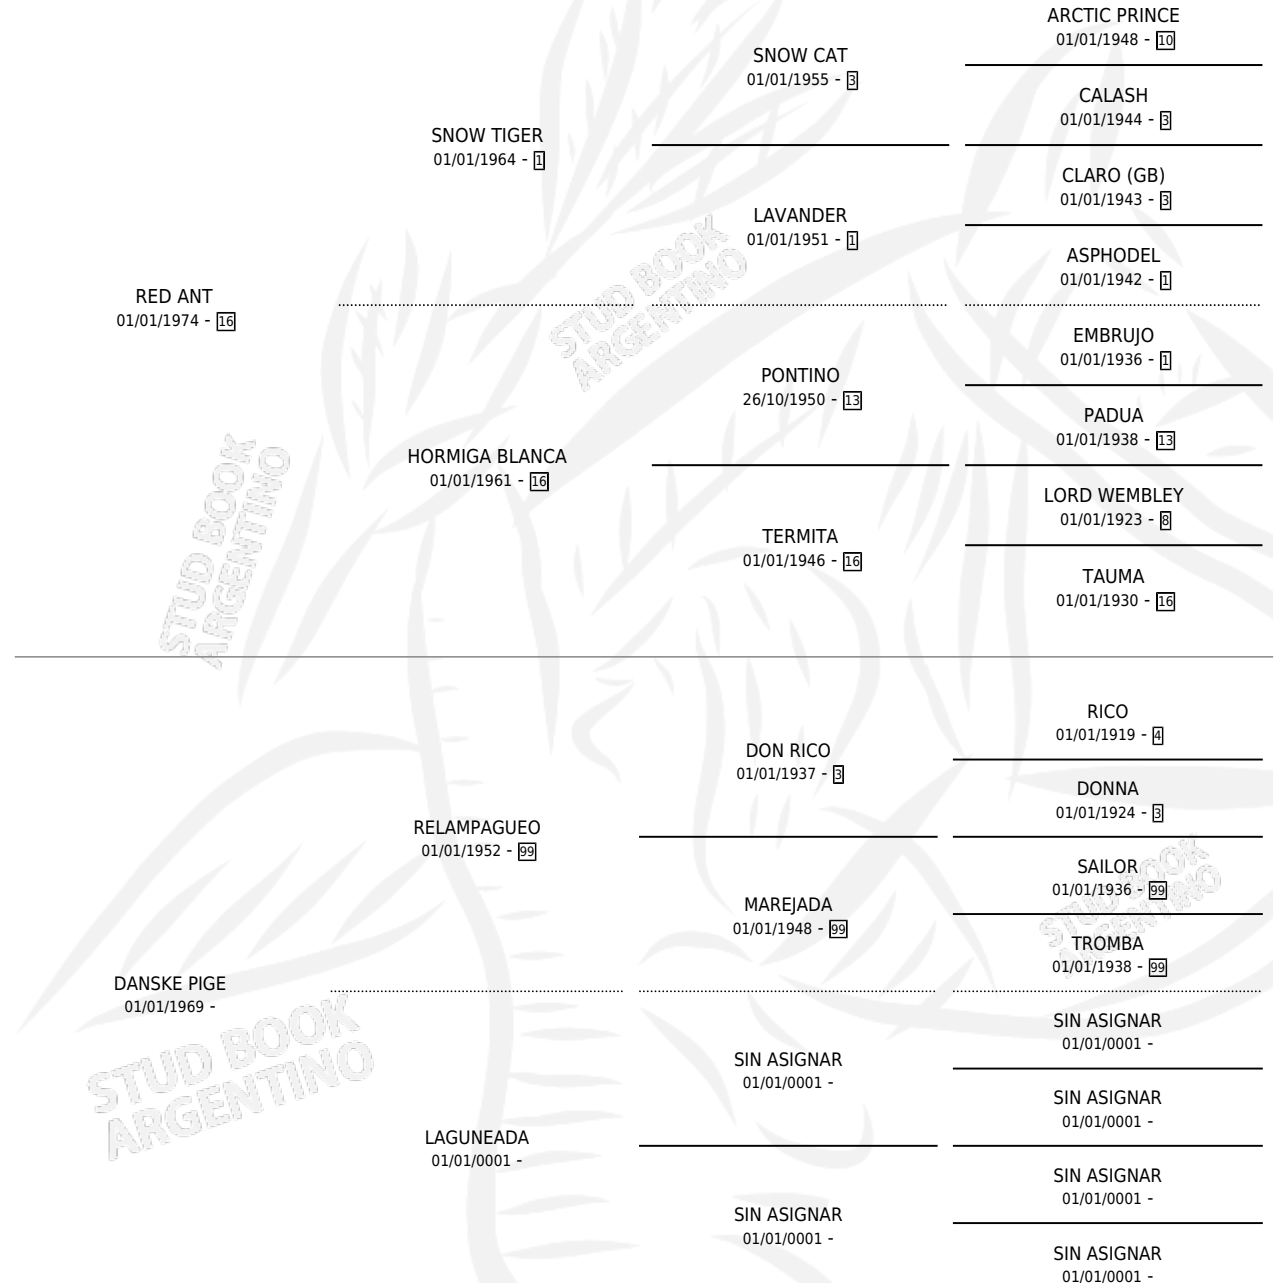 ARCTIC PRINCE
01/01/1948 - 10
SNOW CAT
01/01/1955 - 3
CALASH
01/01/1944 - 3
SNOW TIGER
01/01/1964 - 1
CLARO (GB)
01/01/1943 - 3
LAVANDER
01/01/1951 - 1
ASPHODEL
01/01/1942 - 1
RED ANT
01/01/1974 - 16
EMBRUJO
01/01/1936 - 1
PONTINO
26/10/1950 - 13
PADUA
01/01/1938 - 13
HORMIGA BLANCA
01/01/1961 - 16
LORD WEMBLEY
01/01/1923 - 8
TERMITA
01/01/1946 - 16
TAUMA
01/01/1930 - 16
STUD BOOK
ARGENTINO
STUD BOOK
ARGENTINO
RICO
01/01/1919 - 4
DON RICO
01/01/1937 - 3
DONNA
01/01/1924 - 3
RELAMPAGUEO
01/01/1952 - 99
SAILOR
01/01/1936 - 99
MAREJADA
01/01/1948 - 99
TROMBA
01/01/1938 - 99
DANSKE PIGE
01/01/1969 -
SIN ASIGNAR
01/01/0001 -
SIN ASIGNAR
01/01/0001 -
SIN ASIGNAR
01/01/0001 -
LAGUNEADA
01/01/0001 -
SIN ASIGNAR
01/01/0001 -
SIN ASIGNAR
01/01/0001 -
SIN ASIGNAR
01/01/0001 -
STUD BOOK
ARGENTINO
STUD BOOK
ARGENTINO